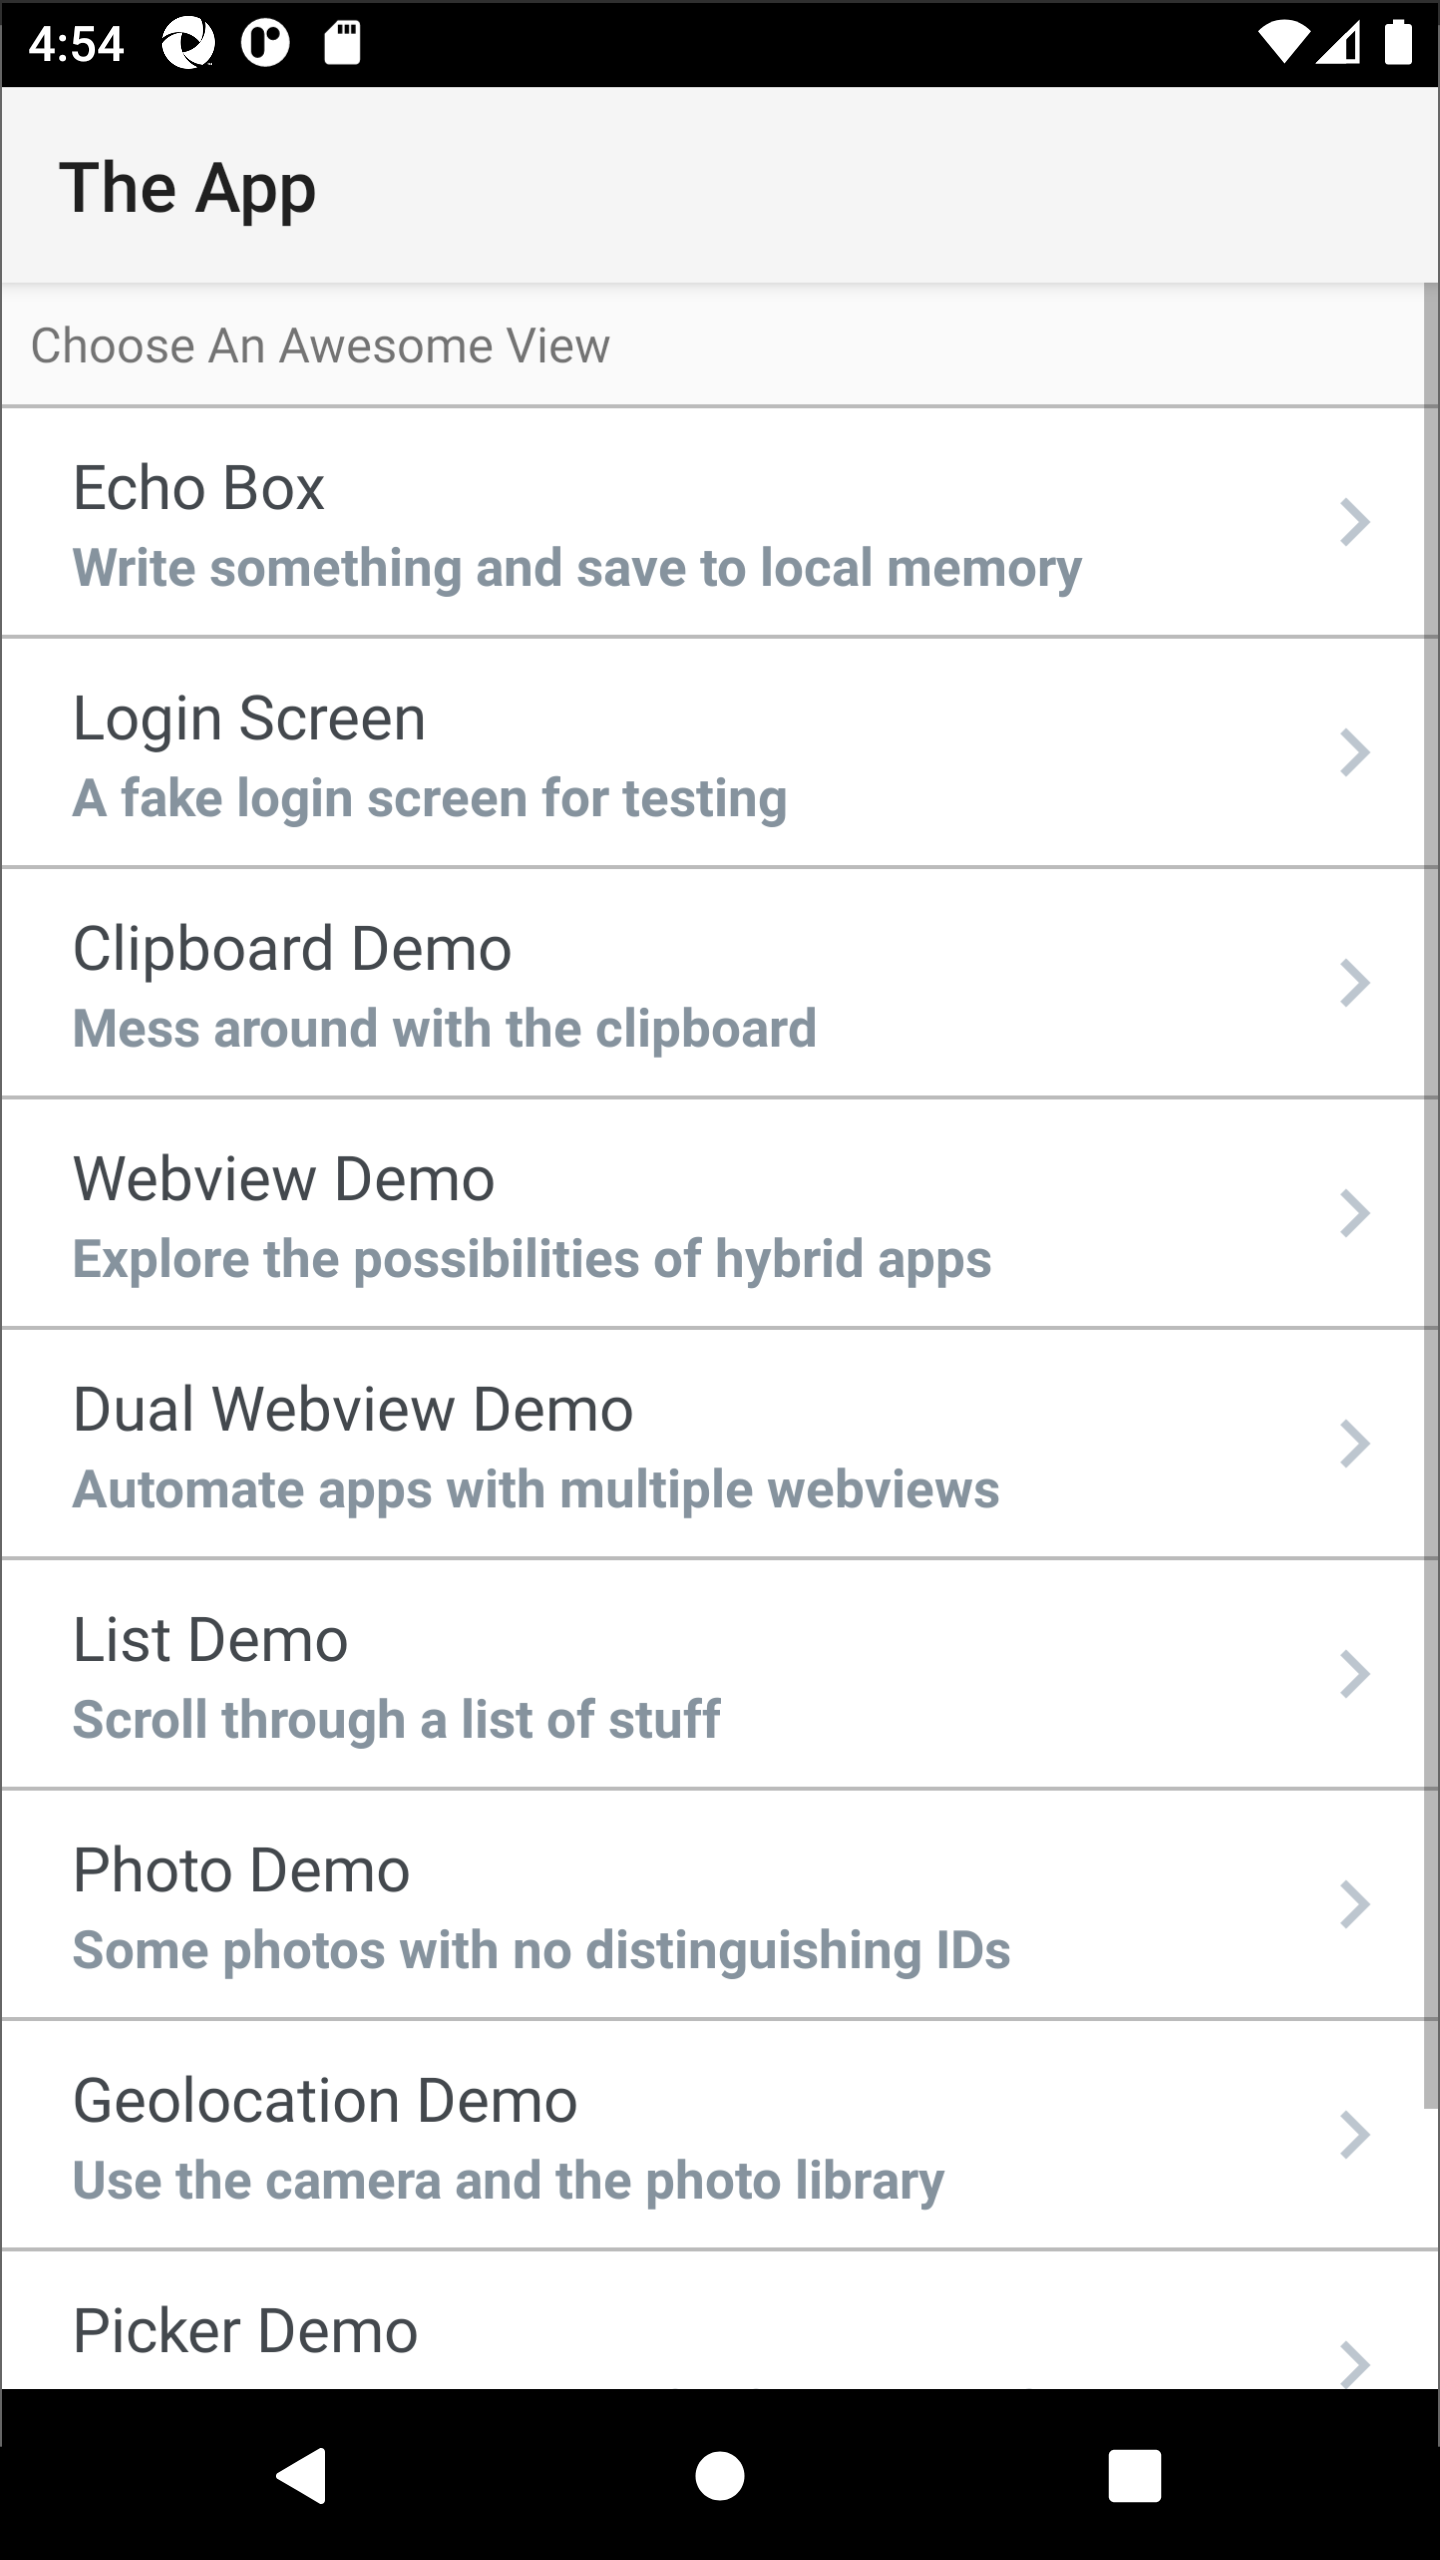 4:54
The App
Choose An Awesome View
Echo Box
Write something and save to local memory
Login Screen
A fake login screen for testing
Clipboard Demo
Mess around with the clipboard
Webview Demo
Explore the possibilities of hybrid apps
Dual Webview Demo
Automate apps with multiple webviews
List Demo
Scroll through a list of stuff
Photo Demo
Some photos with no distinguishing IDs
Geolocation Demo
Use the camera and the photo library
Picker Demo